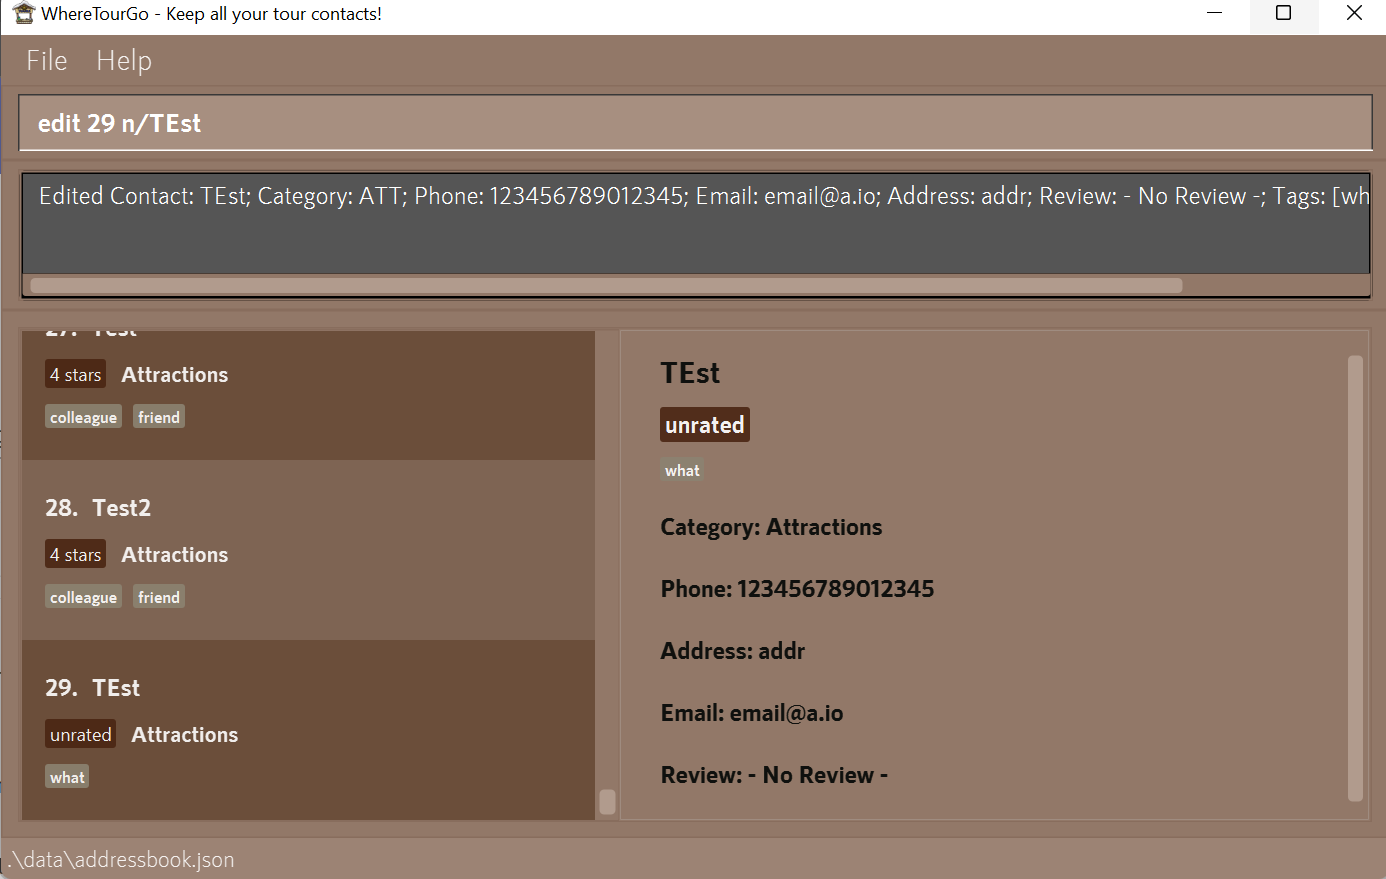 WhereTourGo - Keep all your tour contacts!
File Help
edit 29 n/TEst
Edited Contact: TEst; Category: ATT; Phone: 123456789012345; Email: email@a.io; Address: addr; Review: - No Review -; Tags: [wh
27. Test
4 stars Attractions
colleague friend
28. Test2
4 stars Attractions
colleague friend
29. TEst
unrated Attractions
what
TEst
unrated
what
Category: Attractions
Phone: 123456789012345
Address: addr
Email: email@a.io
Review: - No Review -
.\data\addressbook.json